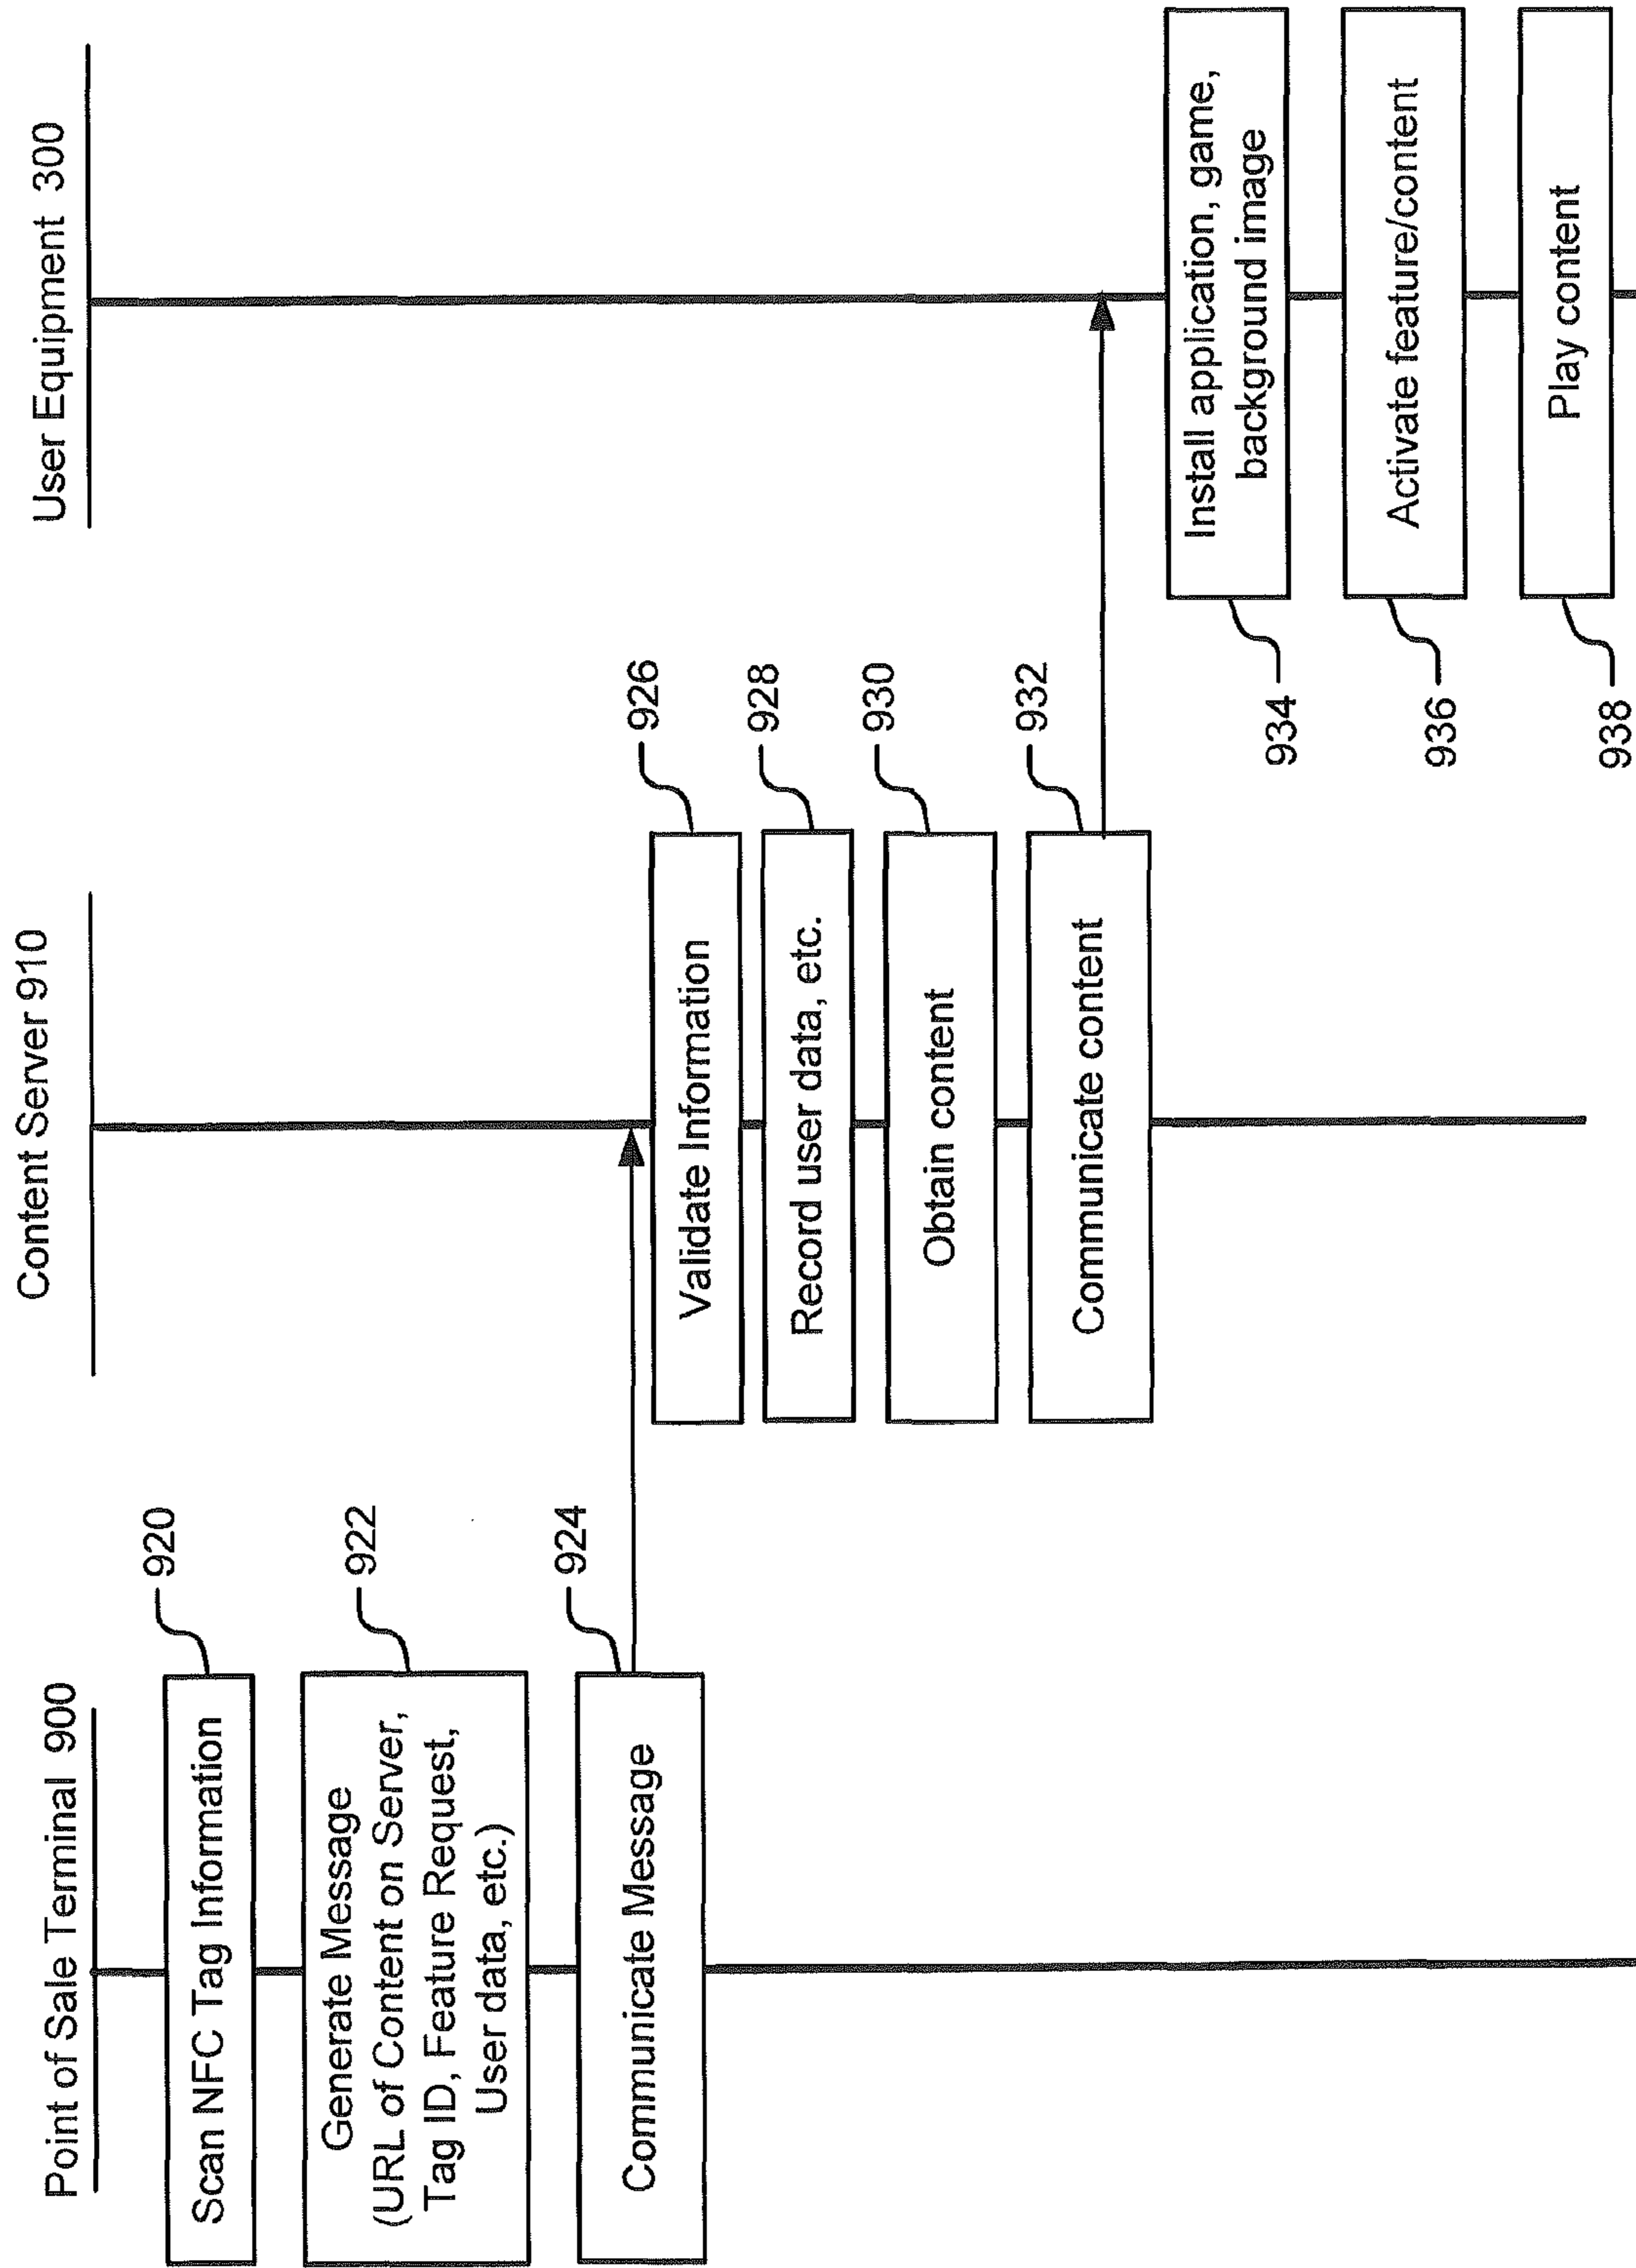 Point of Sale Terminal 900
Scan NFC Tag Information
920
Generate Message
(URL of Content on Server,
Tag ID, Feature Request,
User data, etc.)
922
Communicate Message
924
Content Server 910
Validate Information
926
Record user data, etc.
928
Obtain content
930
Communicate content
932
User Equipment 300
Install application, game,
background image
934
Activate feature/content
936
Play content
938